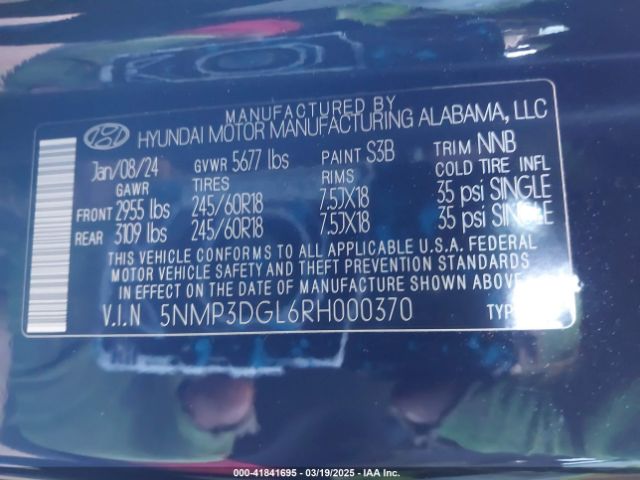 MANUFACTURED BY
HYUNDAI MOTOR MANUFACTURING ALABAMA, LLC
Jan/08/24 GVWR 5677 lbs PAINT S3B TRIM NNB
GAWR TIRES RIMS COLD TIRE INFL
FRONT 2955 lbs 245/60R18 7.5JX18 35 psi SINGLE
REAR 3109 lbs 245/60R18 7.5JX18 35 psi SINGLE
THIS VEHICLE CONFORMS TO ALL APPLICABLE U.S.A. FEDERAL
MOTOR VEHICLE SAFETY AND THEFT PREVENTION STANDARDS
IN EFFECT ON THE DATE OF MANUFACTURE SHOWN ABOVE.
V.I.N 5NMP3DGL6RH000370 TYP
000-41841695 - 03/19/2025 - IAA Inc.